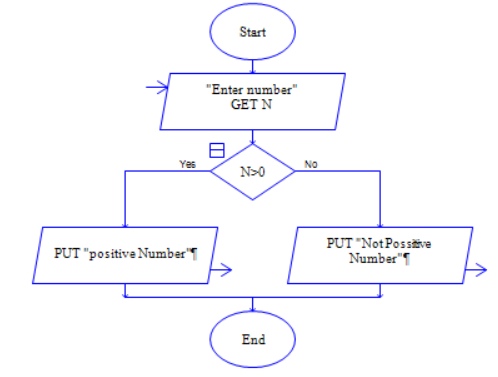 Start
"Enter number"
GET N
Yes
N>0
No
PUT "positive Number"¶
PUT "Not Possitive
Number"¶
End